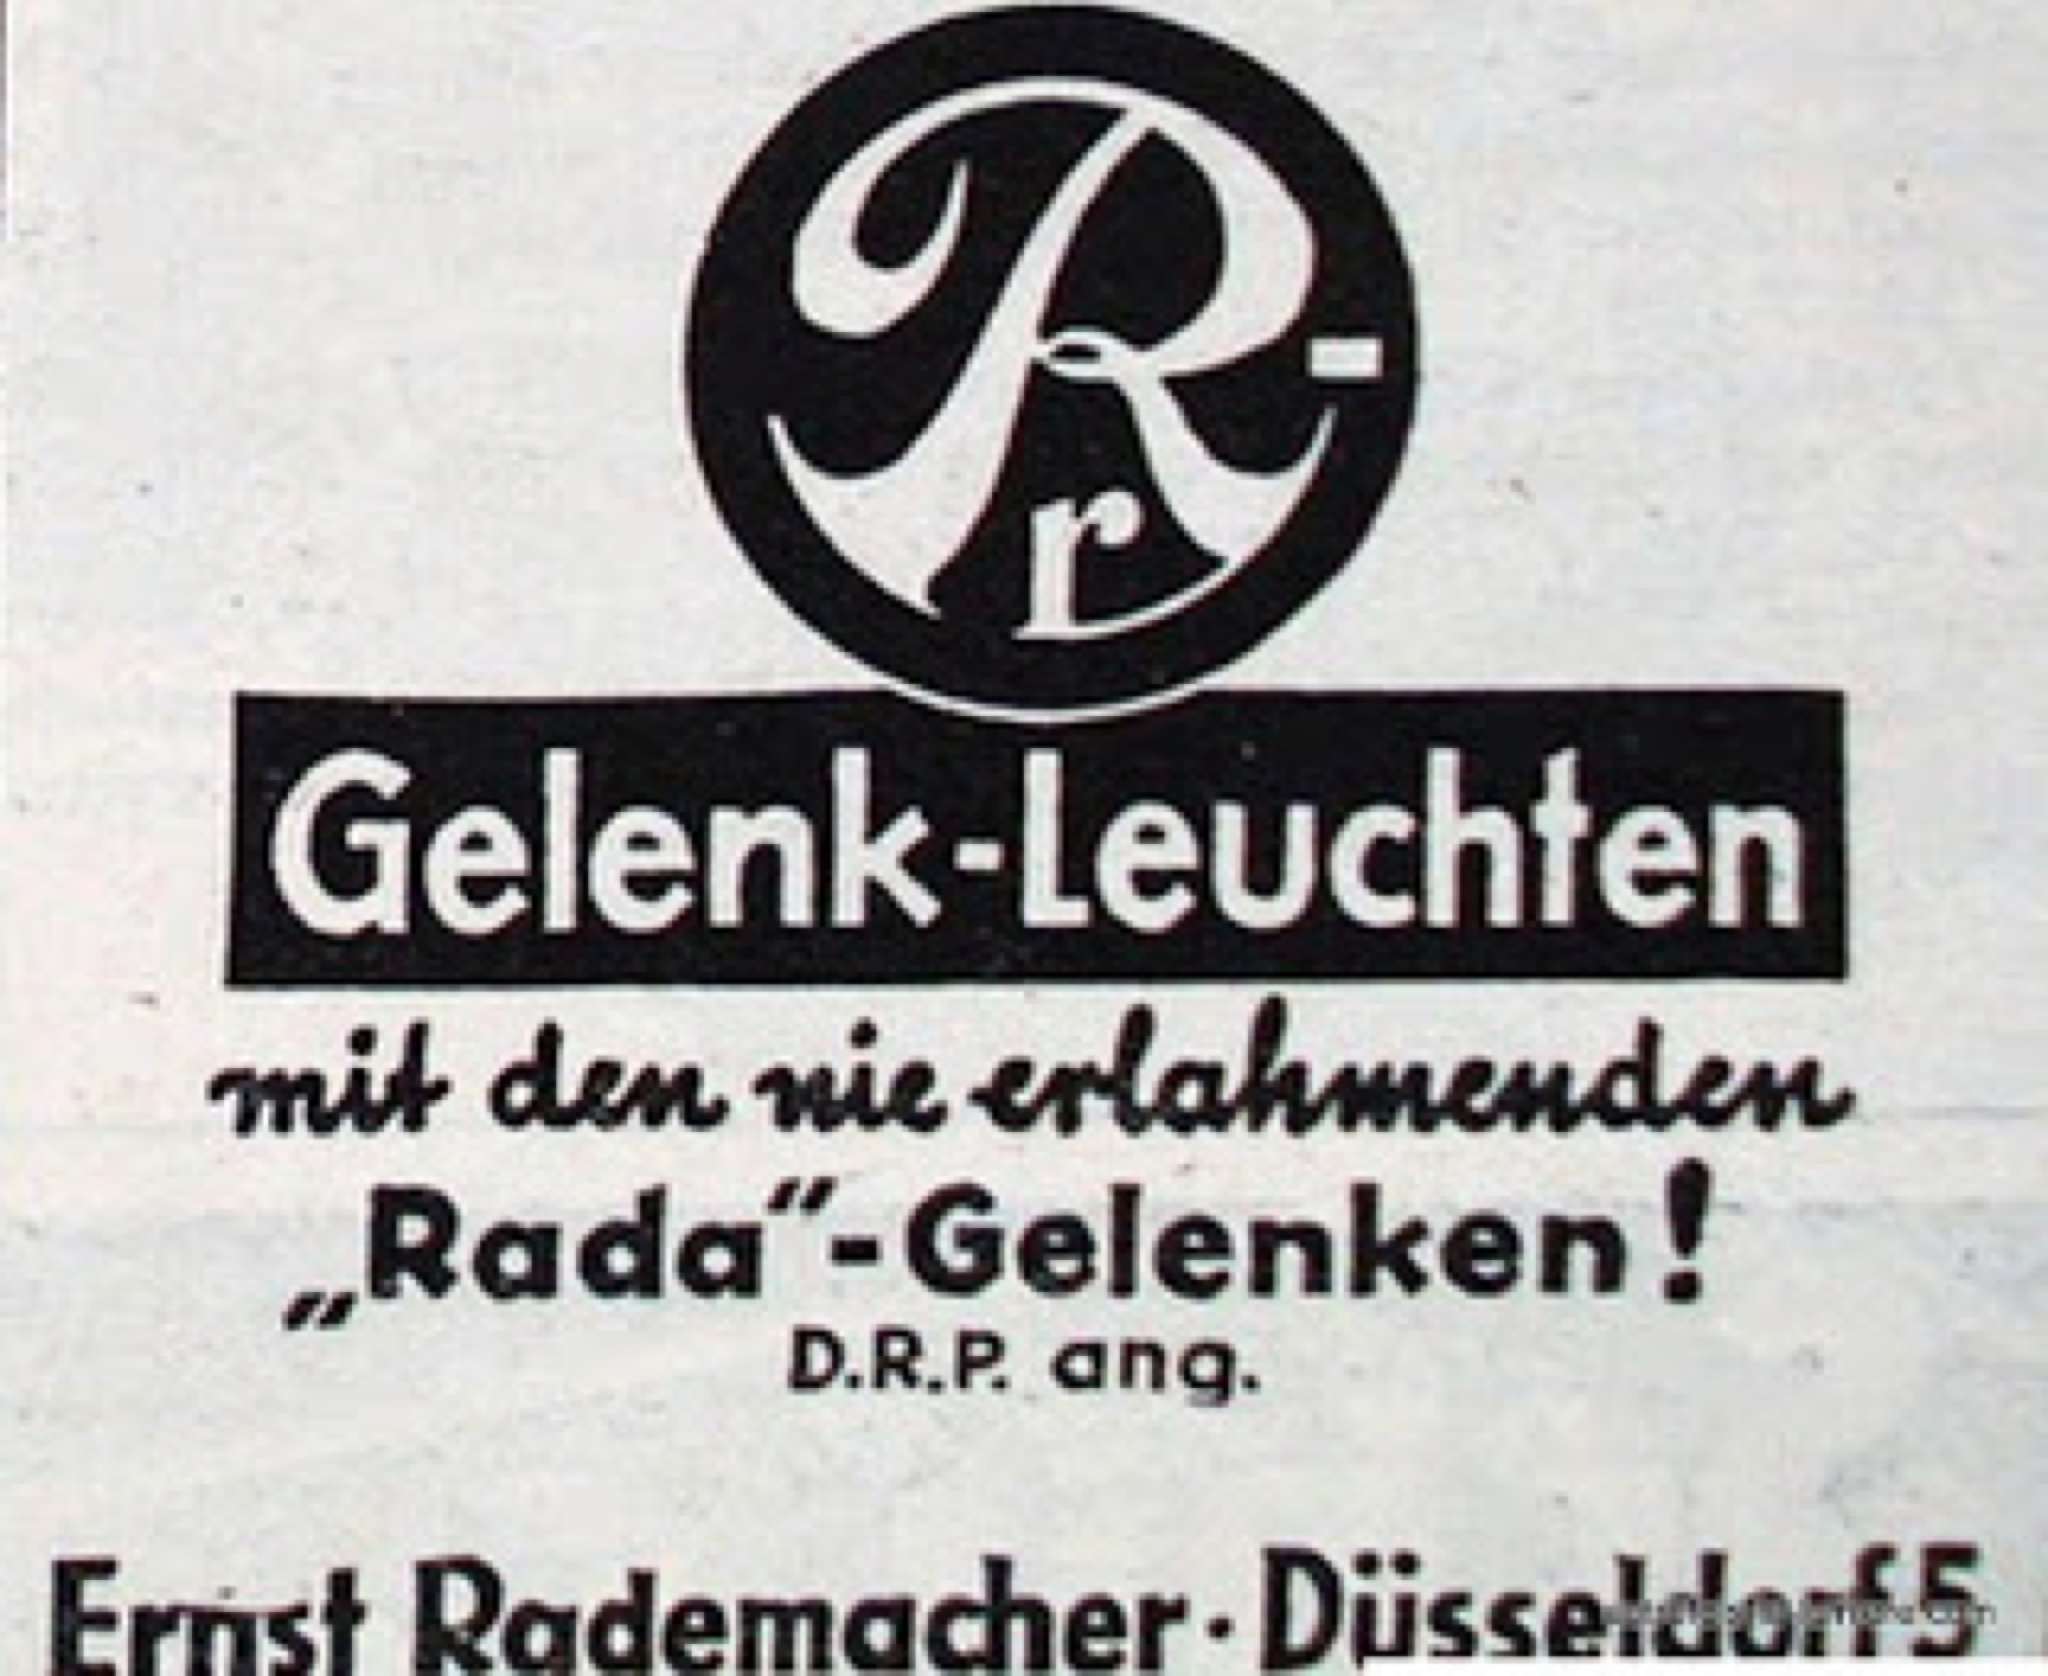 R-
r
Gelenk-Leuchten
mit den nie erlahmenden
„Rada“-Gelenken!
D.R.P. ang.
Ernst Rademacher · Düsseldorf 5